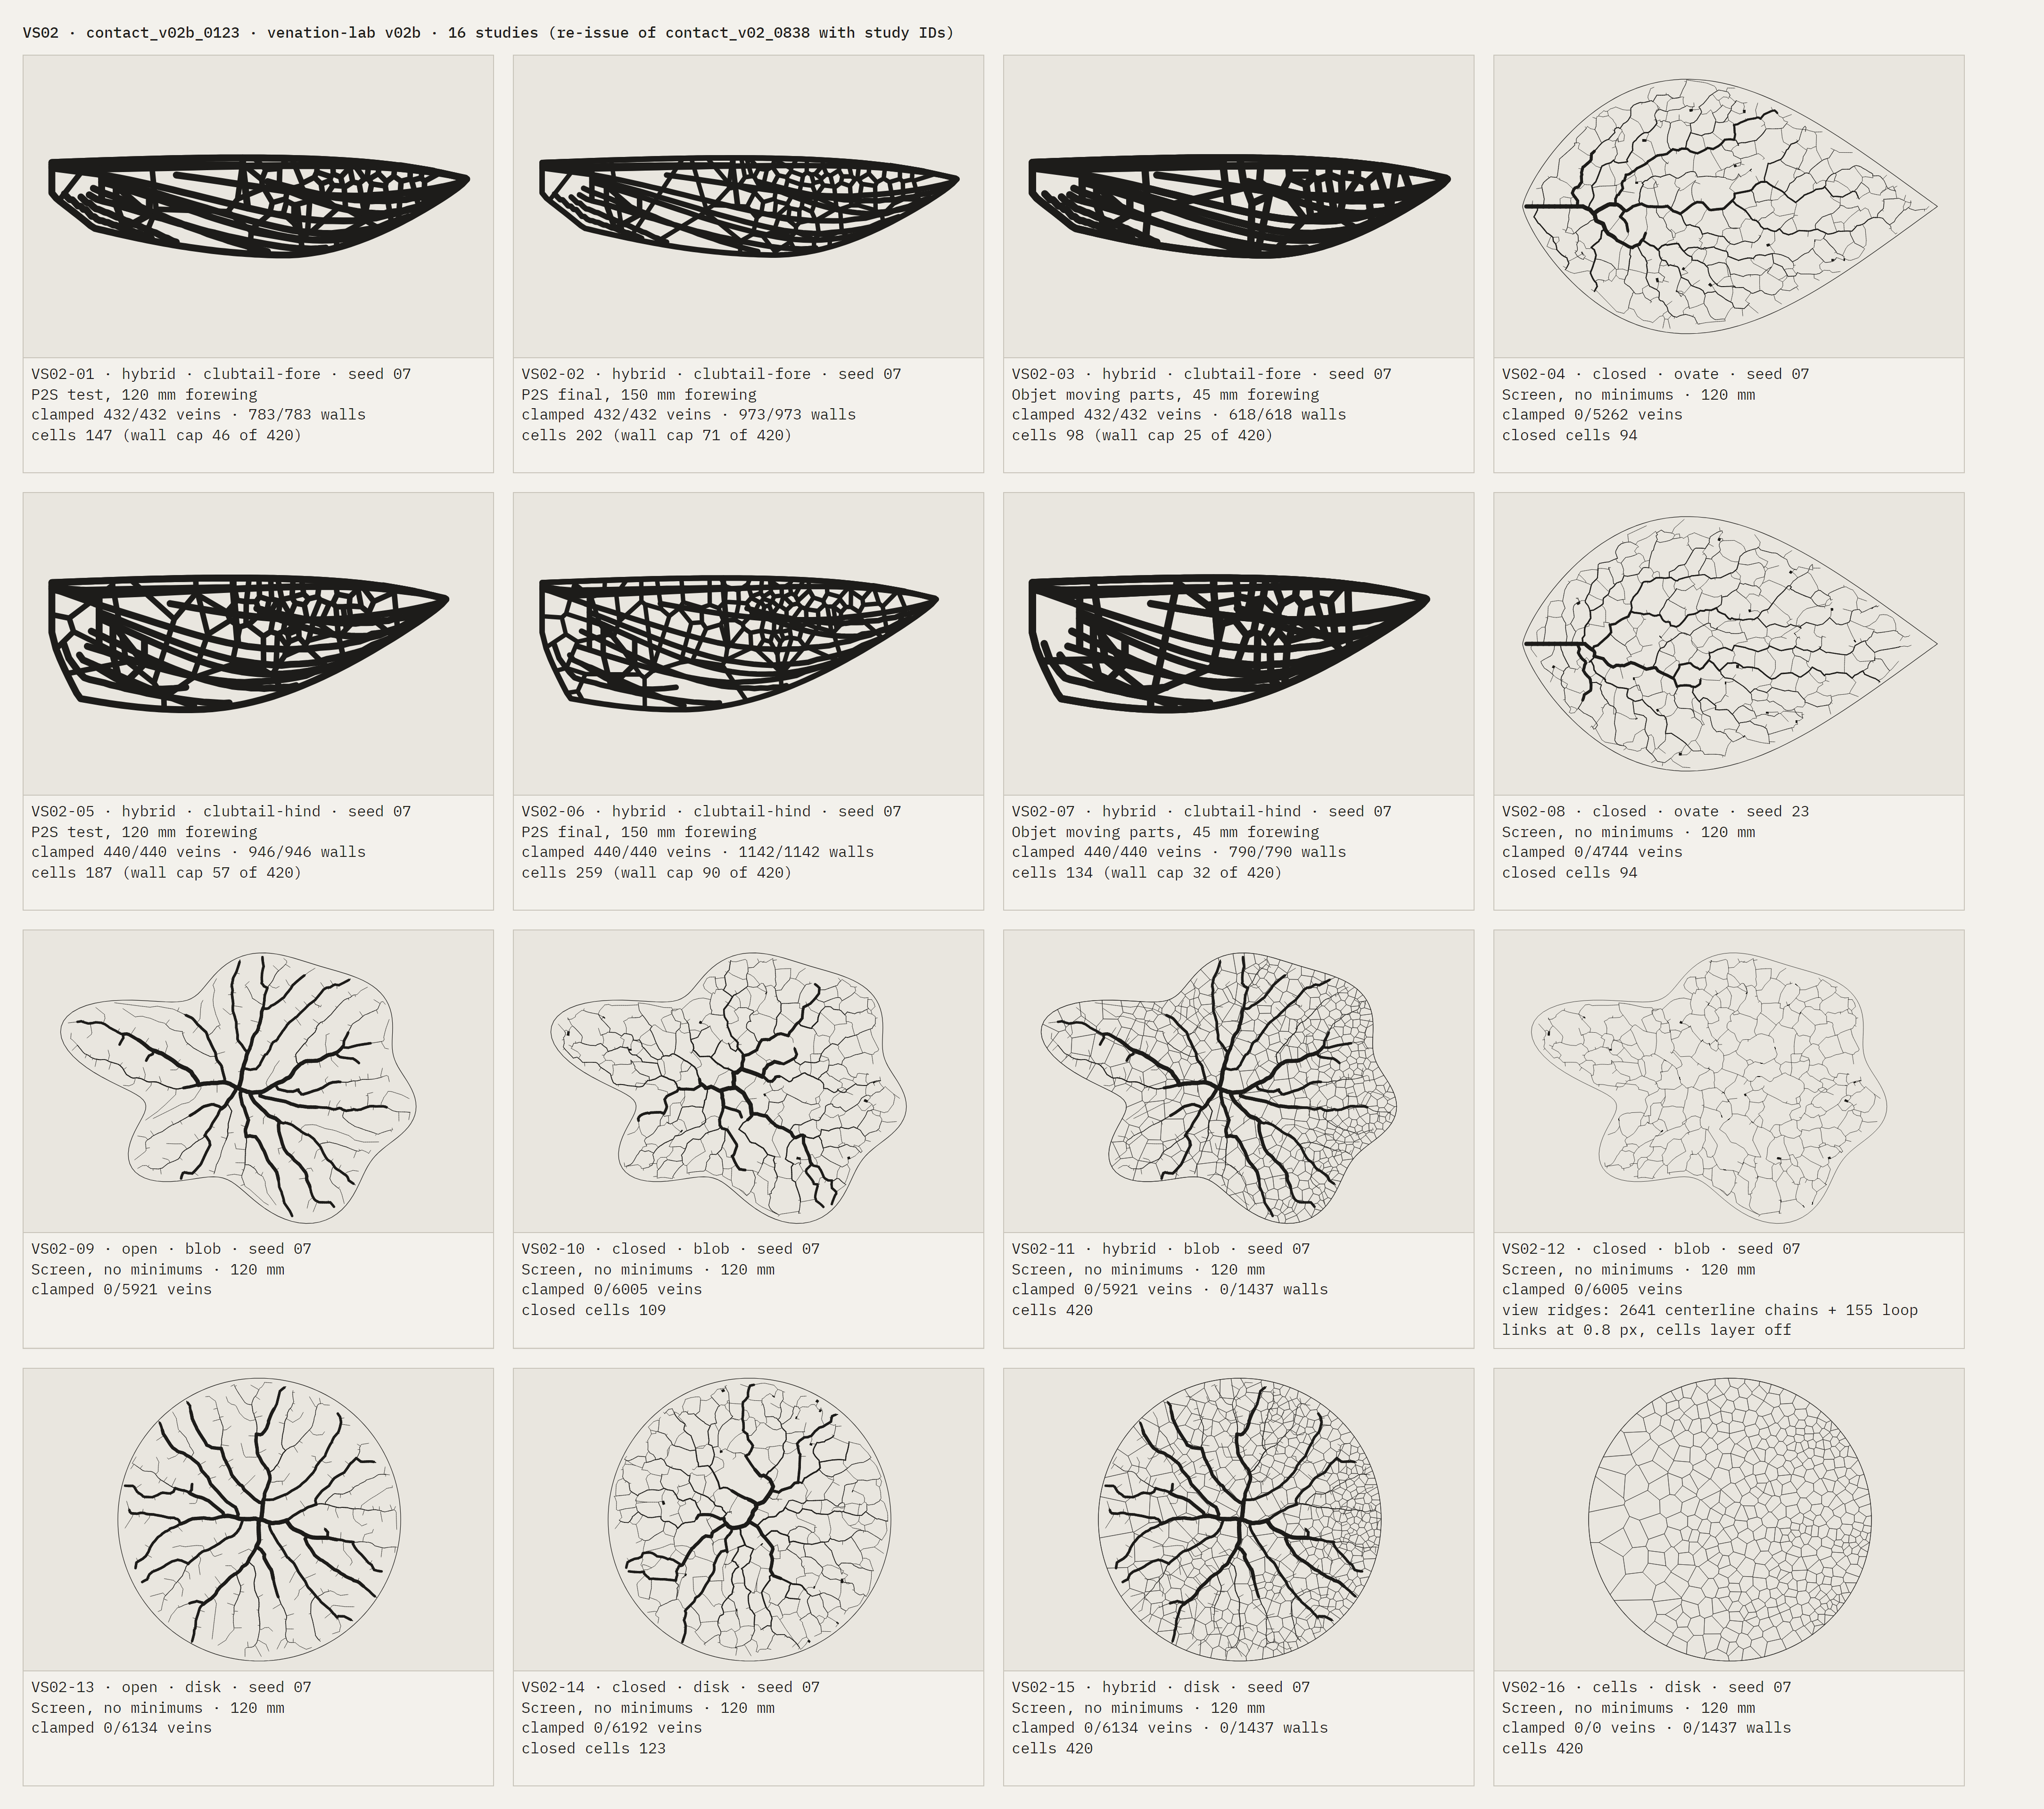 VS02 · contact_v02b_0123 · venation-lab v02b · 16 studies (re-issue of contact_v02_0838 with study IDs)
VS02-01 · hybrid · clubtail-fore · seed 07
P2S test, 120 mm forewing
clamped 432/432 veins · 783/783 walls
cells 147 (wall cap 46 of 420)
VS02-02 · hybrid · clubtail-fore · seed 07
P2S final, 150 mm forewing
clamped 432/432 veins · 973/973 walls
cells 202 (wall cap 71 of 420)
VS02-03 · hybrid · clubtail-fore · seed 07
Objet moving parts, 45 mm forewing
clamped 432/432 veins · 618/618 walls
cells 98 (wall cap 25 of 420)
VS02-04 · closed · ovate · seed 07
Screen, no minimums · 120 mm
clamped 0/5262 veins
closed cells 94
VS02-05 · hybrid · clubtail-hind · seed 07
P2S test, 120 mm forewing
clamped 440/440 veins · 946/946 walls
cells 187 (wall cap 57 of 420)
VS02-06 · hybrid · clubtail-hind · seed 07
P2S final, 150 mm forewing
clamped 440/440 veins · 1142/1142 walls
cells 259 (wall cap 90 of 420)
VS02-07 · hybrid · clubtail-hind · seed 07
Objet moving parts, 45 mm forewing
clamped 440/440 veins · 790/790 walls
cells 134 (wall cap 32 of 420)
VS02-08 · closed · ovate · seed 23
Screen, no minimums · 120 mm
clamped 0/4744 veins
closed cells 94
VS02-09 · open · blob · seed 07
Screen, no minimums · 120 mm
clamped 0/5921 veins
VS02-10 · closed · blob · seed 07
Screen, no minimums · 120 mm
clamped 0/6005 veins
closed cells 109
VS02-11 · hybrid · blob · seed 07
Screen, no minimums · 120 mm
clamped 0/5921 veins · 0/1437 walls
cells 420
VS02-12 · closed · blob · seed 07
Screen, no minimums · 120 mm
clamped 0/6005 veins
view ridges: 2641 centerline chains + 155 loop
links at 0.8 px, cells layer off
VS02-13 · open · disk · seed 07
Screen, no minimums · 120 mm
clamped 0/6134 veins
VS02-14 · closed · disk · seed 07
Screen, no minimums · 120 mm
clamped 0/6192 veins
closed cells 123
VS02-15 · hybrid · disk · seed 07
Screen, no minimums · 120 mm
clamped 0/6134 veins · 0/1437 walls
cells 420
VS02-16 · cells · disk · seed 07
Screen, no minimums · 120 mm
clamped 0/0 veins · 0/1437 walls
cells 420